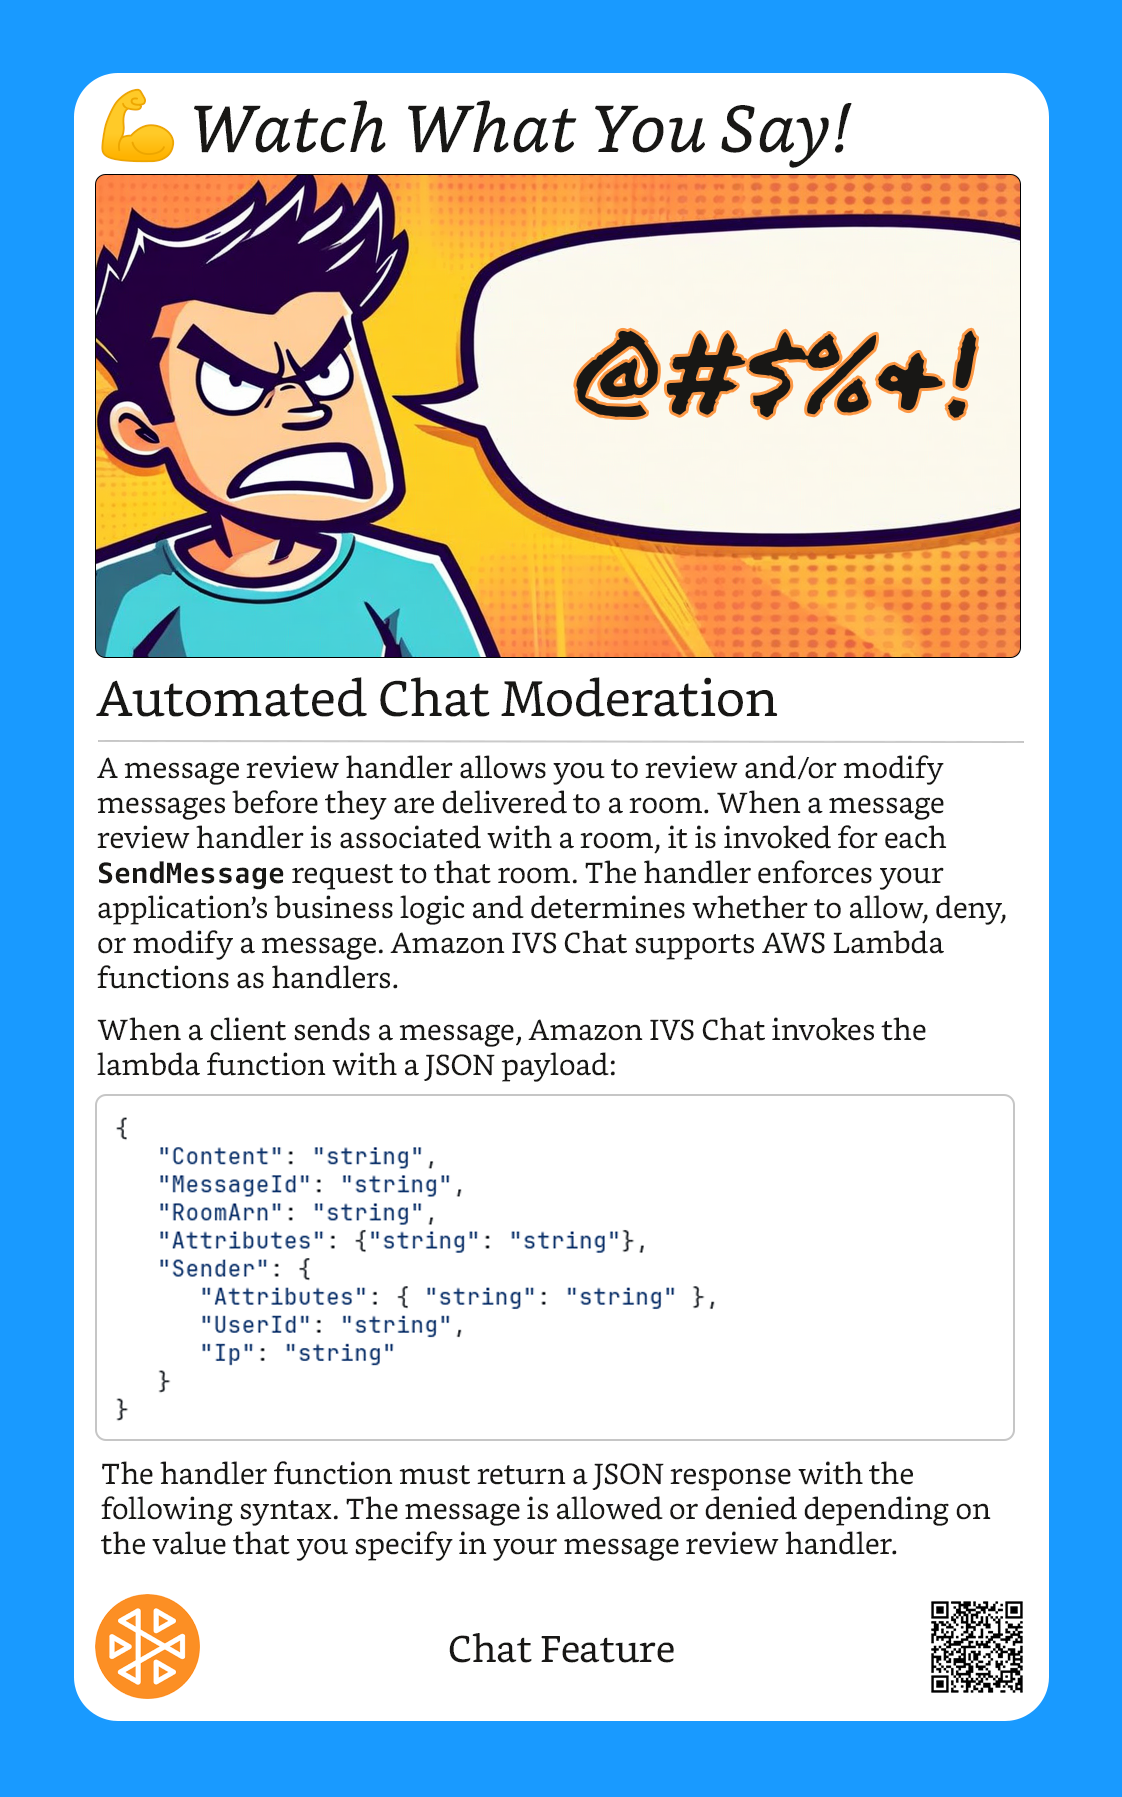 Watch What You Say!
@#$%&!
Automated Chat Moderation
A message review handler allows you to review and/or modify
messages before they are delivered to a room. When a message
review handler is associated with a room, it is invoked for each
SendMessage request to that room. The handler enforces your
application’s business logic and determines whether to allow, deny,
or modify a message. Amazon IVS Chat supports AWS Lambda
functions as handlers.
When a client sends a message, Amazon IVS Chat invokes the
lambda function with a JSON payload:
{
   "Content": "string",
   "MessageId": "string",
   "RoomArn": "string",
   "Attributes": {"string": "string"},
   "Sender": {
      "Attributes": { "string": "string" },
      "UserId": "string",
      "Ip": "string"
   }
}
The handler function must return a JSON response with the
following syntax. The message is allowed or denied depending on
the value that you specify in your message review handler.
Chat Feature